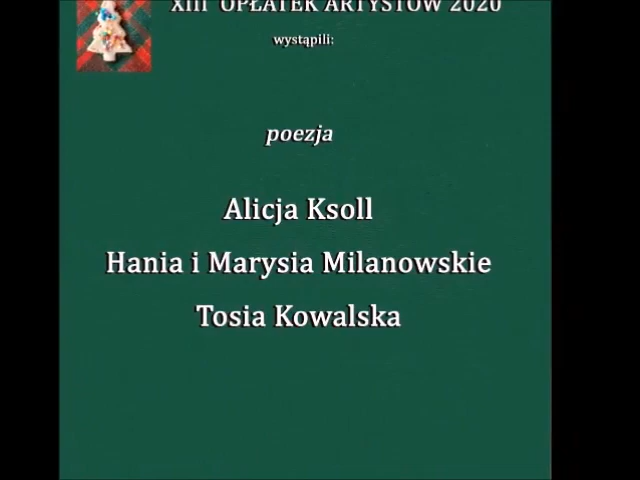 XIII OPŁATEK ARTYSTÓW 2020
wystąpili:
poezja
Alicja Ksoll
Hania i Marysia Milanowskie
Tosia Kowalska